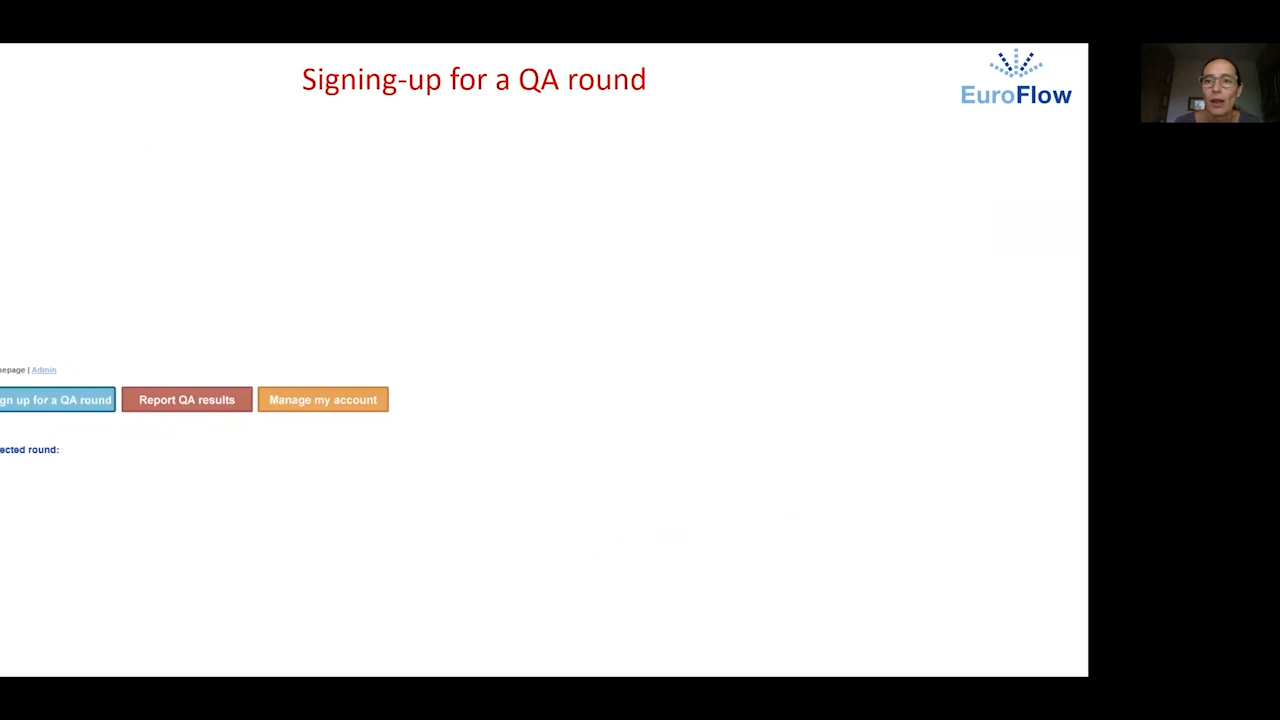 Signing-up for a QA round
EuroFlow
mepage | Admin
gn up for a QA round
Report QA results
Manage my account
ected round: